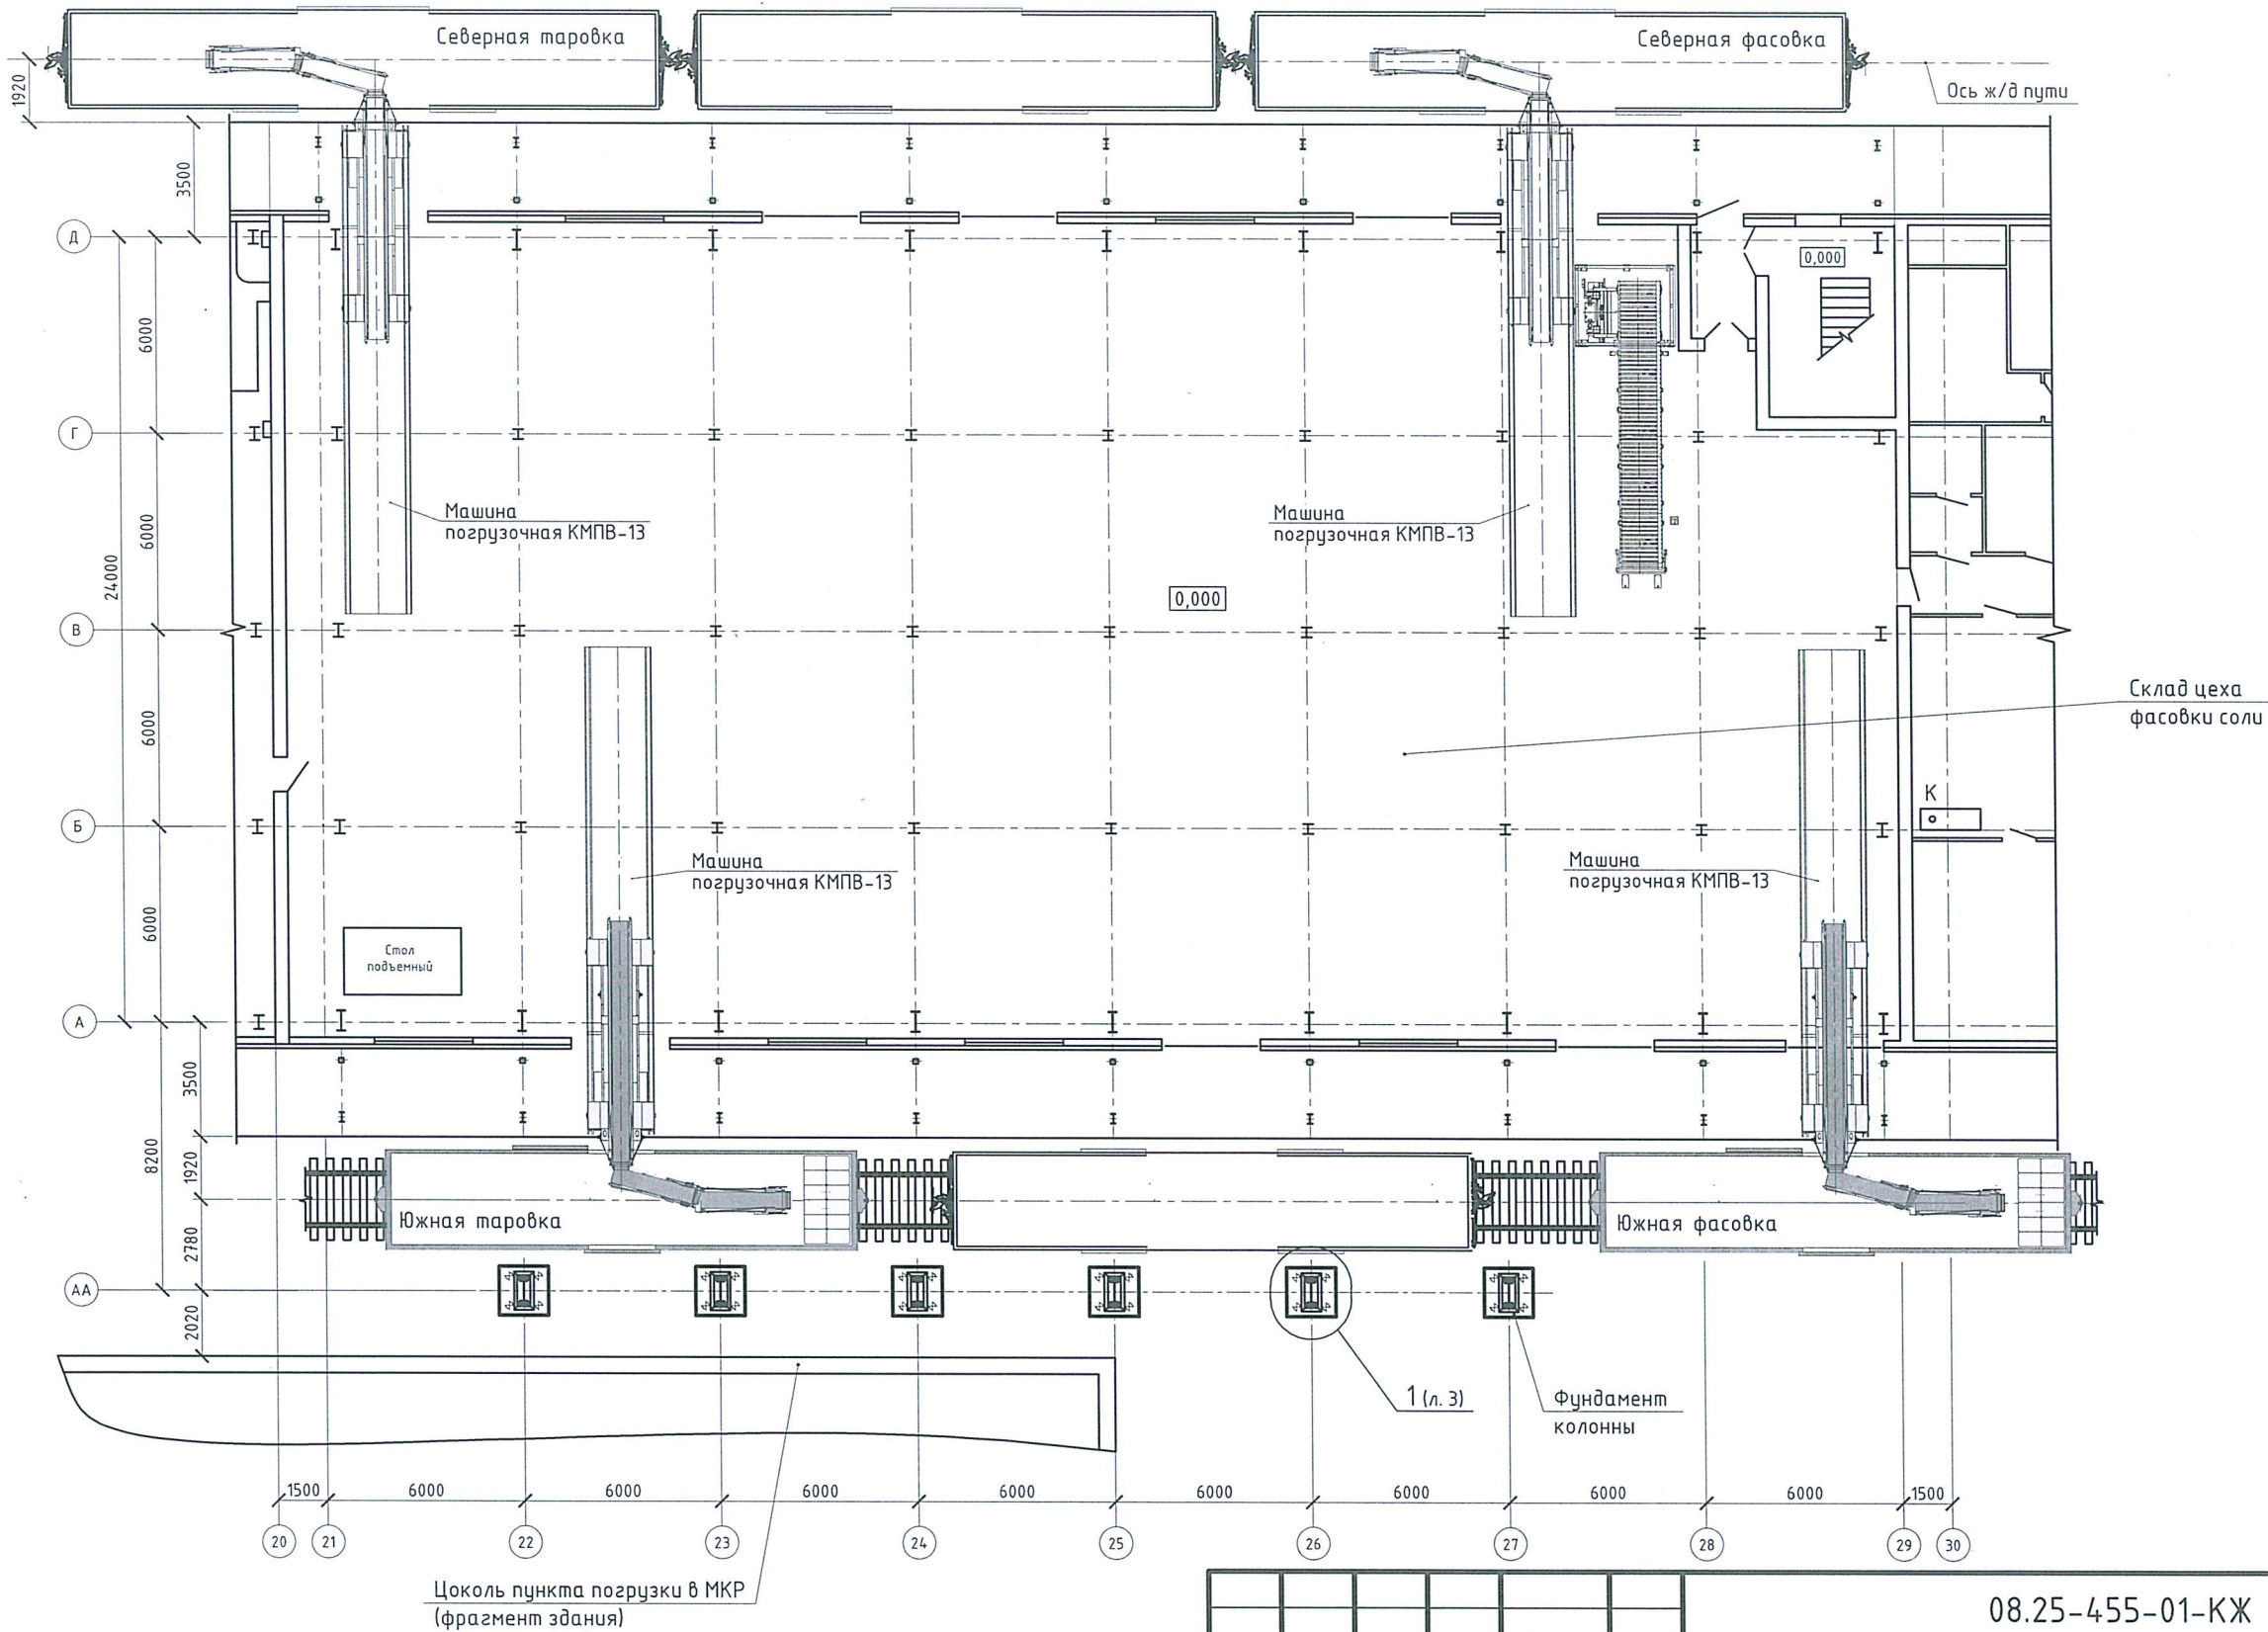 Северная таровка
Северная фасовка
Ось ж/д пути
1920
3500
Д
0,000
6000
Г
Машина
погрузочная КМПВ-13
Машина
погрузочная КМПВ-13
6000
24000
0,000
В
Склад цеха
фасовки соли
6000
К
Б
Машина
погрузочная КМПВ-13
Машина
погрузочная КМПВ-13
6000
Стол
подъемный
А
3500
8200
1920
Южная таровка
Южная фасовка
2780
АА
2020
1 (л. 3)
Фундамент
колонны
1500 6000 6000 6000 6000 6000 6000 6000 6000 1500
20 21 22 23 24 25 26 27 28 29 30
Цоколь пункта погрузки в МКР
(фрагмент здания)
08.25-455-01-КЖ